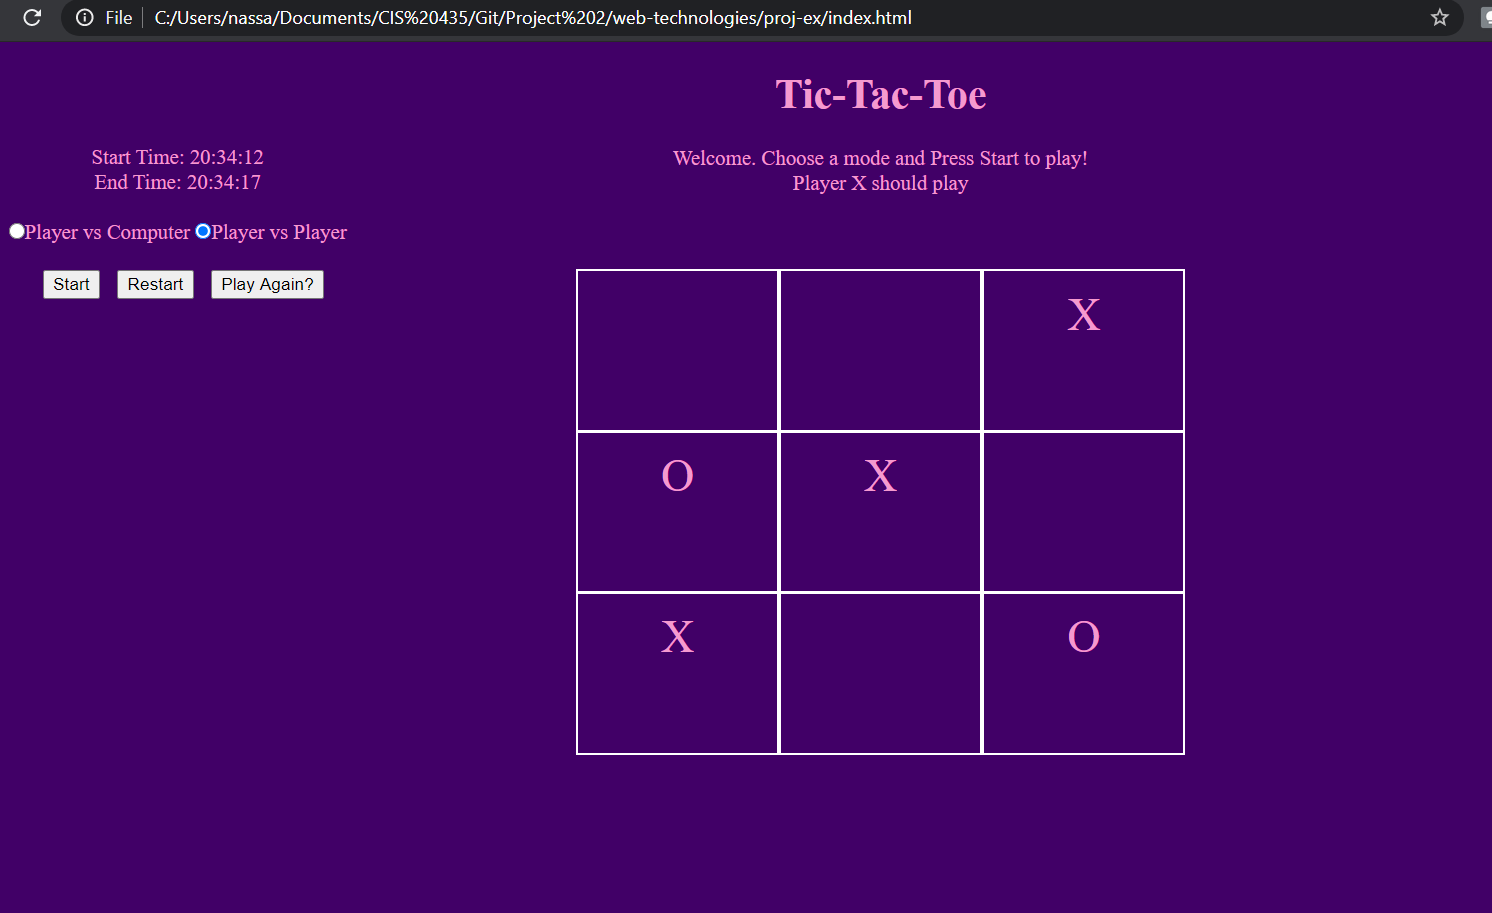 File C:/Users/nassa/Documents/CIS%20435/Git/Project%202/web-technologies/proj-ex/index.html
Tic-Tac-Toe
Start Time: 20:34:12
End Time: 20:34:17
Welcome. Choose a mode and Press Start to play!
Player X should play
Player vs Computer Player vs Player
Start Restart Play Again?
X
O X
X O